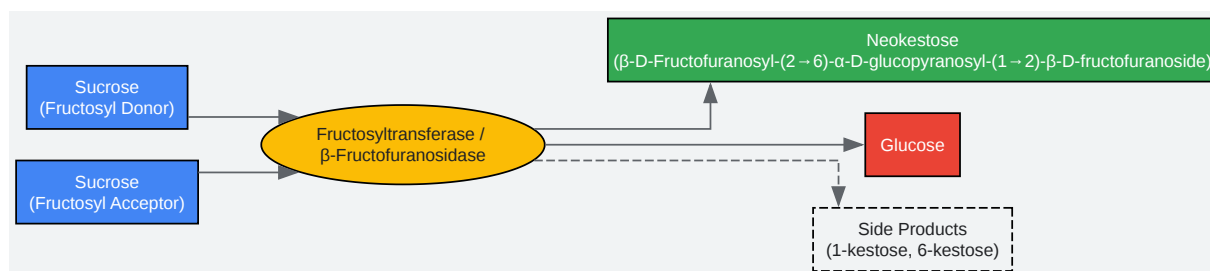 Sucrose
(Fructosyl Donor)
Sucrose
(Fructosyl Acceptor)
Fructosyltransferase /
β-Fructofuranosidase
Neokestose
(β-D-Fructofuranosyl-(2→6)-α-D-glucopyranosyl-(1→2)-β-D-fructofuranoside)
Glucose
Side Products
(1-kestose, 6-kestose)